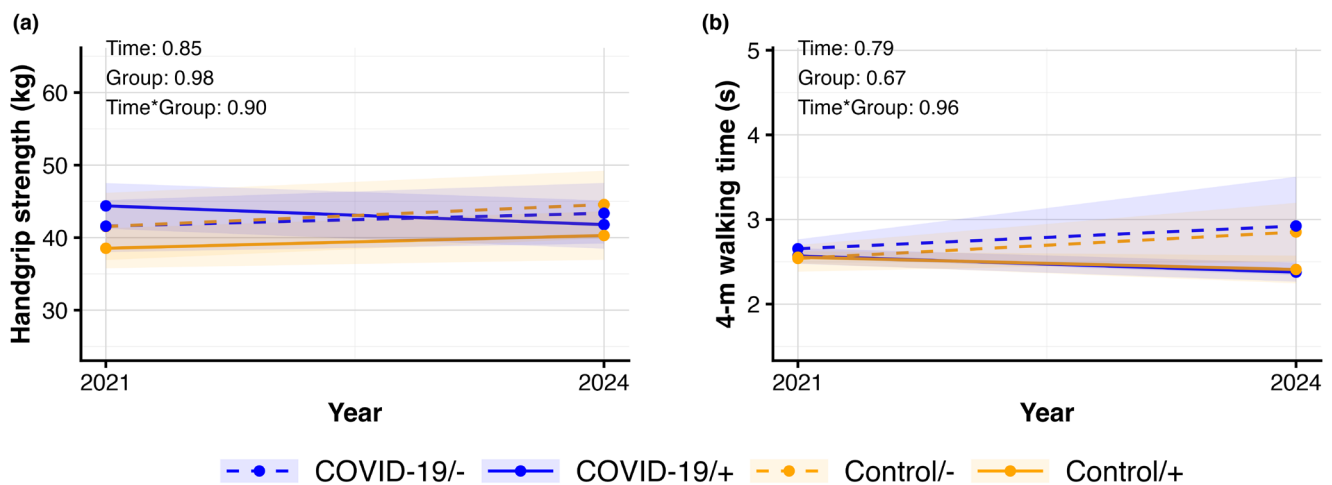 (a)
Time: 0.85
Group: 0.98
Time*Group: 0.90
Handgrip strength (kg)
60
50
40
30
2021
2024
Year
(b)
Time: 0.79
Group: 0.67
Time*Group: 0.96
4-m walking time (s)
5
4
3
2
2021
2024
Year
COVID-19/- COVID-19/+ Control/- Control/+